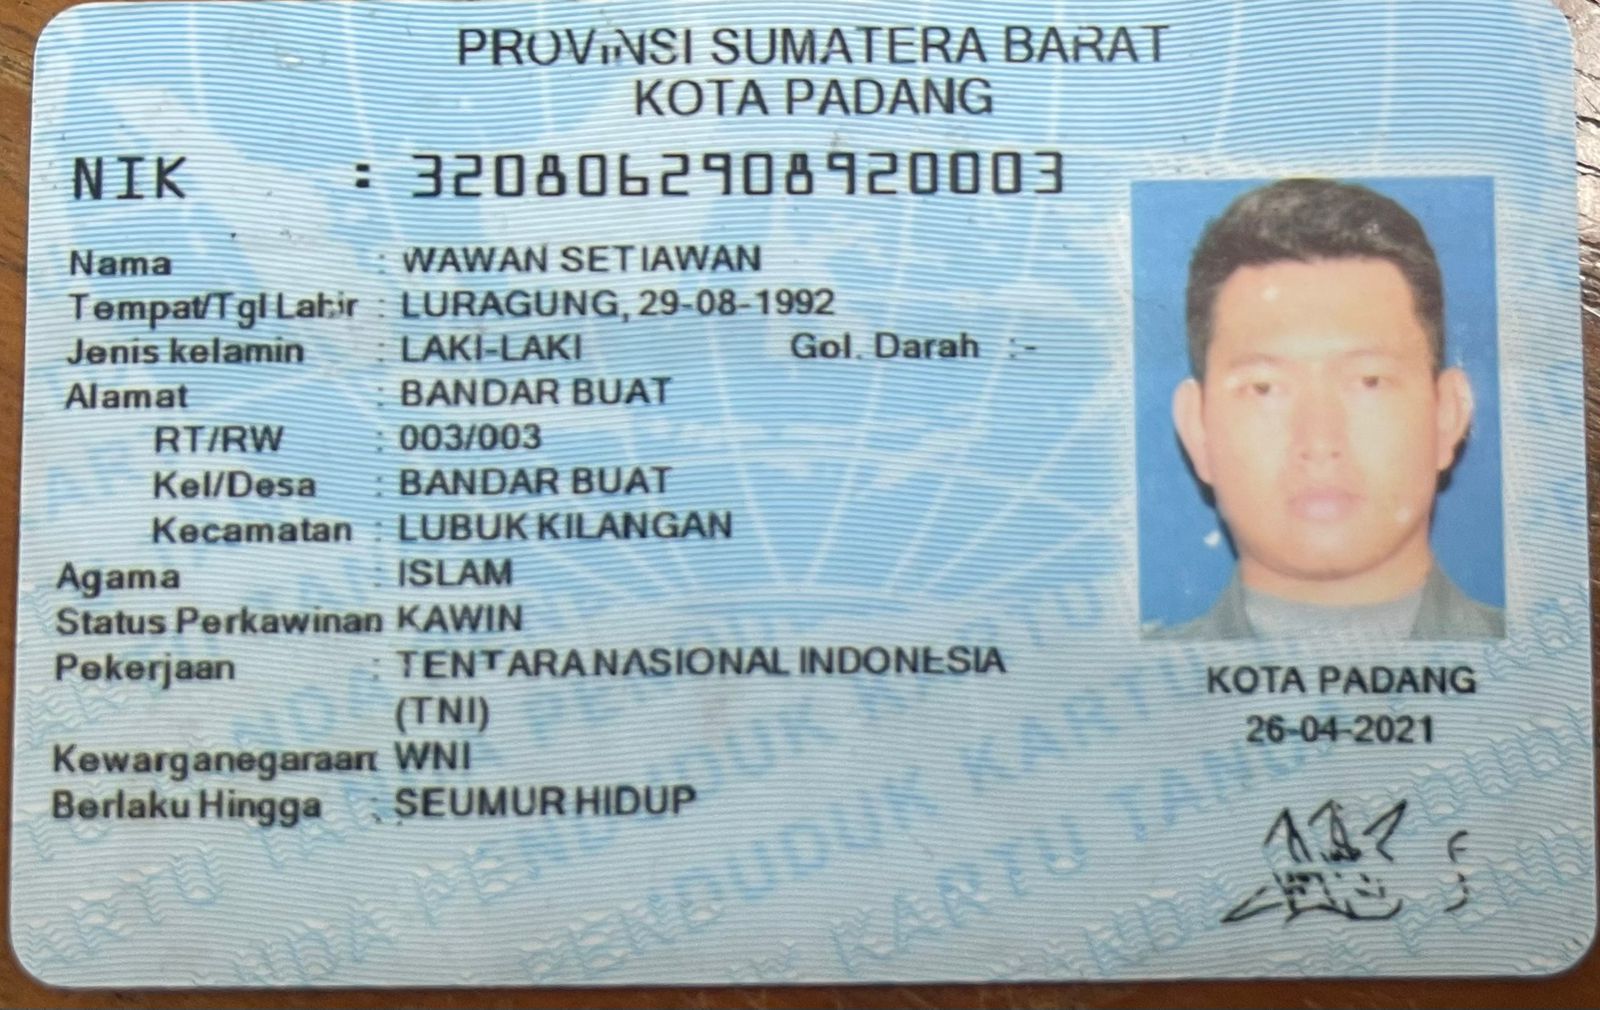 PROVINSI SUMATERA BARAT
KOTA PADANG
NIK : 3208062908920003
Nama : WAWAN SETIAWAN
Tempat/Tgl Lahir : LURAGUNG, 29-08-1992
Jenis kelamin : LAKI-LAKI Gol. Darah : -
Alamat : BANDAR BUAT
RT/RW : 003/003
Kel/Desa : BANDAR BUAT
Kecamatan : LUBUK KILANGAN
Agama : ISLAM
Status Perkawinan KAWIN
Pekerjaan : TENTARA NASIONAL INDONESIA
(TNI)
Kewarganegaraan WNI
Berlaku Hingga : SEUMUR HIDUP
KOTA PADANG
26-04-2021